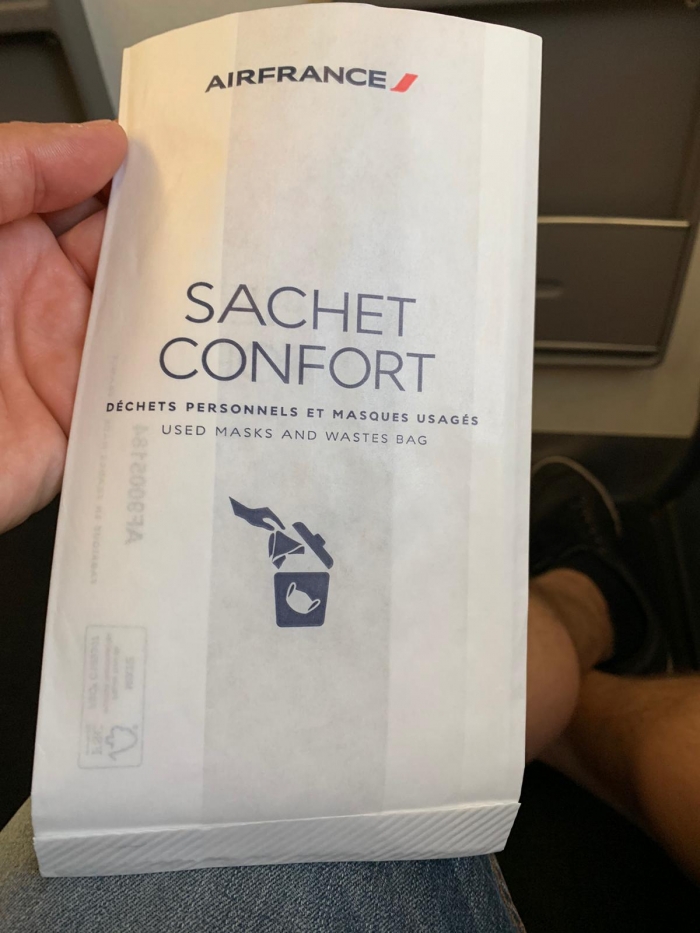 AIRFRANCE
SACHET
CONFORT
DÉCHETS PERSONNELS ET MASQUES USAGÉS
USED MASKS AND WASTES BAG